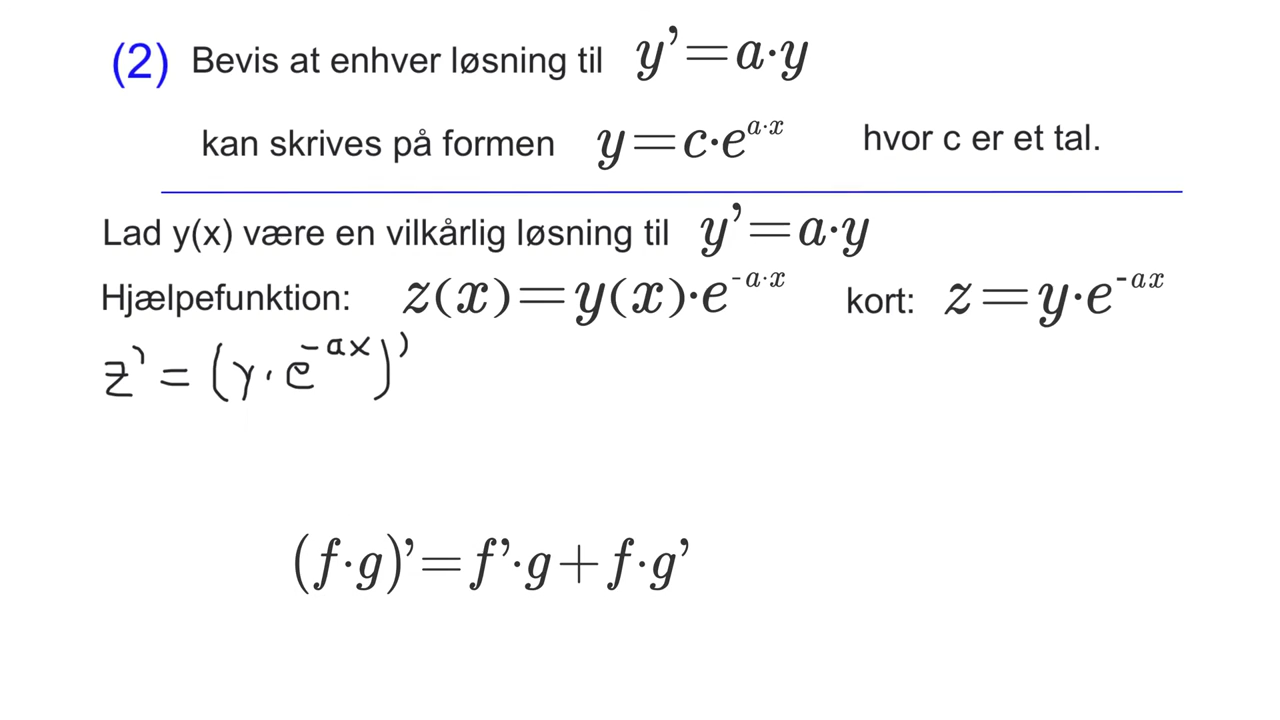 (2) Bevis at enhver løsning til y'=a·y
kan skrives på formen y=c·e^{a·x} hvor c er et tal.
Lad y(x) være en vilkårlig løsning til y'=a·y
Hjælpefunktion: z(x)=y(x)·e^{-a·x} kort: z=y·e^{-ax}
z' = (y·e^{-ax})'
(f·g)'=f'·g+f·g'